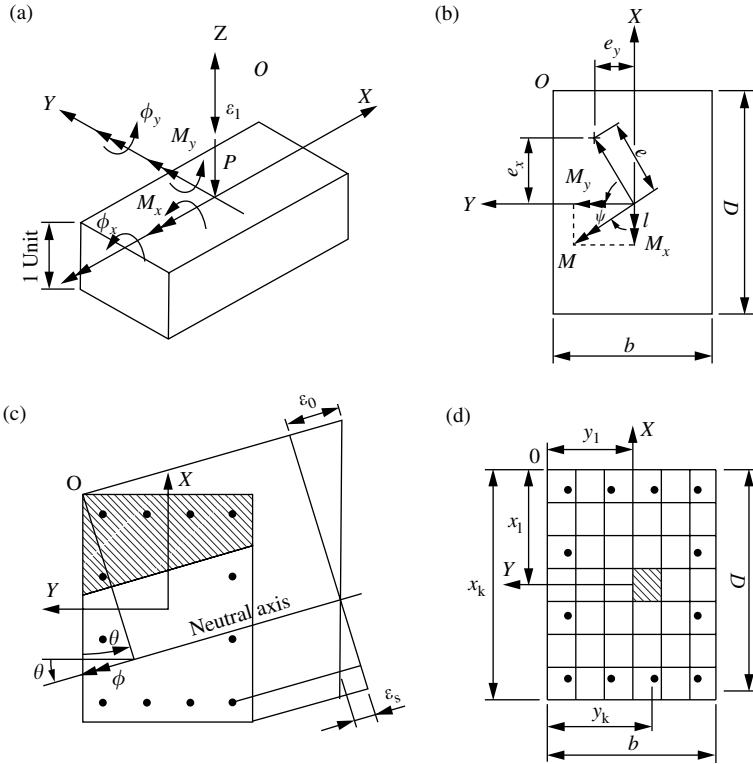 (a)
Z
O
X
Y
ϕy
ε1
My
P
Mx
ϕx
1 Unit
(b)
X
ey
O
ex
e
My
Y
ψ
l
M
Mx
D
b
(c)
ε0
O
X
Y
Neutral axis
θ
θ
ϕ
εs
(d)
y1
X
0
x1
Y
xk
D
yk
b